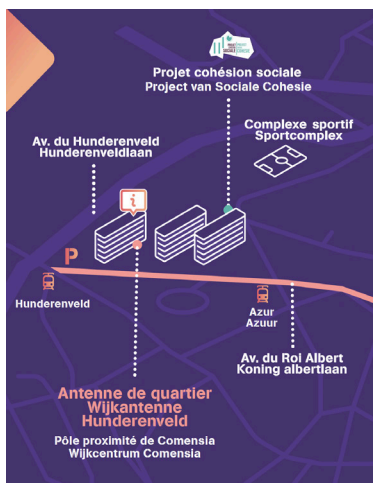 Projet cohésion sociale
Project van Sociale Cohesie
Complexe sportif
Sportcomplex
Av. du Hunderenveld
Hunderenveldlaan
i
P
Hunderenveld
Azur
Azuur
Av. du Roi Albert
Koning albertlaan
Antenne de quartier
Wijkantenne
Hunderenveld
Pôle proximité de Comensia
Wijkcentrum Comensia